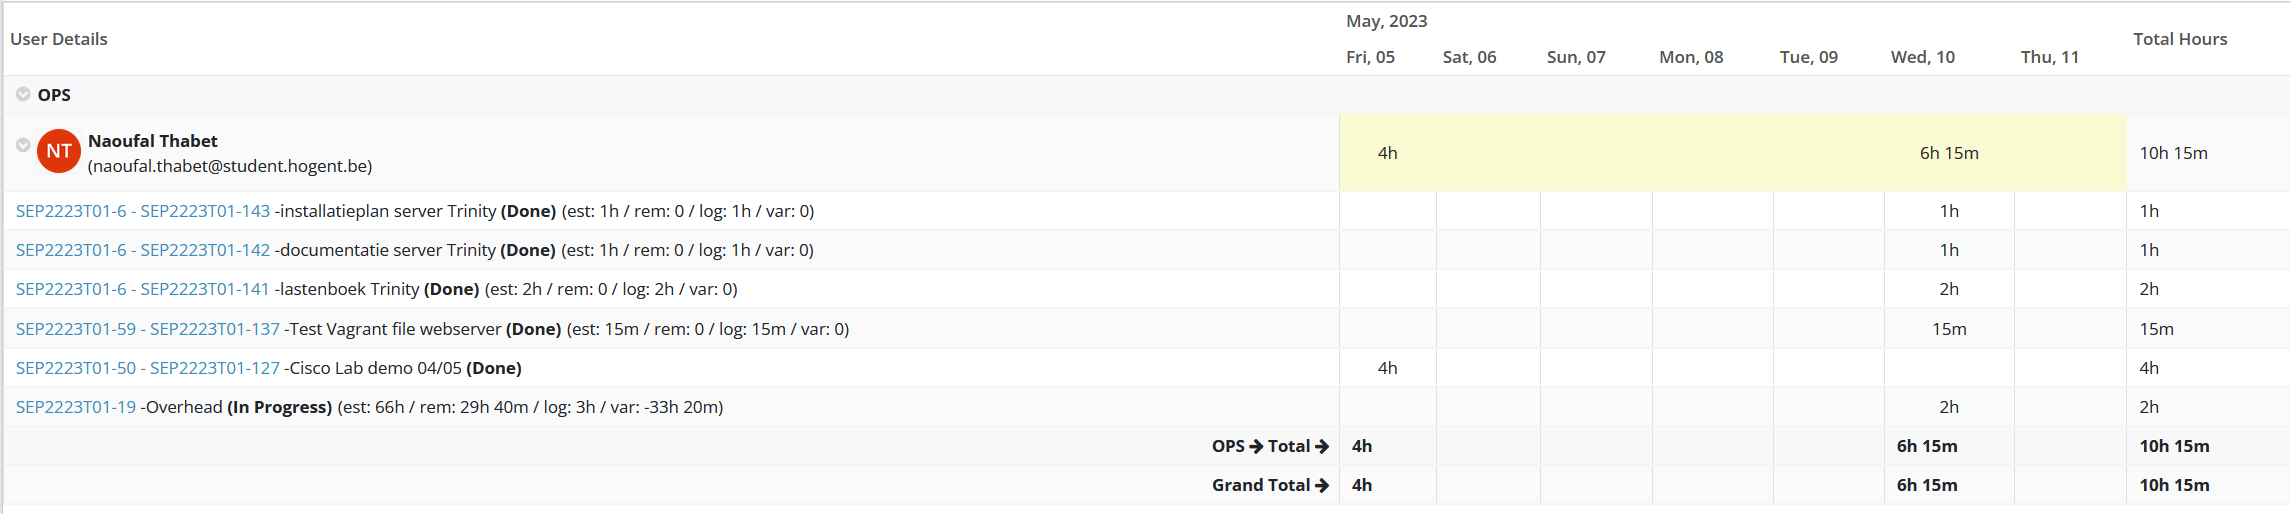 User Details
May, 2023
Fri, 05 Sat, 06 Sun, 07 Mon, 08 Tue, 09 Wed, 10 Thu, 11 Total Hours
OPS
NT Naoufal Thabet
(naoufal.thabet@student.hogent.be) 4h 6h 15m 10h 15m
SEP2223T01-6 - SEP2223T01-143 -installatieplan server Trinity (Done) (est: 1h / rem: 0 / log: 1h / var: 0) 1h 1h
SEP2223T01-6 - SEP2223T01-142 -documentatie server Trinity (Done) (est: 1h / rem: 0 / log: 1h / var: 0) 1h 1h
SEP2223T01-6 - SEP2223T01-141 -lastenboek Trinity (Done) (est: 2h / rem: 0 / log: 2h / var: 0) 2h 2h
SEP2223T01-59 - SEP2223T01-137 -Test Vagrant file webserver (Done) (est: 15m / rem: 0 / log: 15m / var: 0) 15m 15m
SEP2223T01-50 - SEP2223T01-127 -Cisco Lab demo 04/05 (Done) 4h 4h
SEP2223T01-19 -Overhead (In Progress) (est: 66h / rem: 29h 40m / log: 3h / var: -33h 20m) 2h 2h
OPS → Total → 4h 6h 15m 10h 15m
Grand Total → 4h 6h 15m 10h 15m